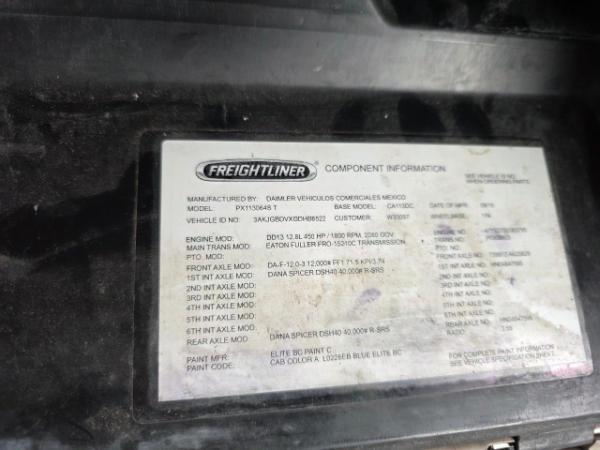 FREIGHTLINER COMPONENT INFORMATION
SEE VEHICLE ID NO.
WHEN ORDERING PARTS
MANUFACTURED BY: DAIMLER VEHICULOS COMERCIALES MEXICO
MODEL: PX113064S T BASE MODEL: CA113DC DATE OF MFR:
VEHICLE ID NO: CUSTOMER: WHEELBASE:
ENGINE MOD: DD13 12.8L 450 HP / 1800 RPM, 2080 GOV ENGINE NO:
MAIN TRANS MOD: EATON FULLER FRO-15210C TRANSMISSION TRANS NO:
PTO. MOD: PTO. NO:
FRONT AXLE MOD: DA-F-12.0-3 12,000# FF1 71.5 KPI/3.74 FRONT AXLE NO:
1ST INT AXLE MOD: DANA SPICER DSH40 40,000# R-SRS 1ST INT AXLE NO:
2ND INT AXLE MOD: 2ND INT AXLE NO:
3RD INT AXLE MOD: 3RD INT AXLE NO:
4TH INT AXLE MOD: 4TH INT AXLE NO:
5TH INT AXLE MOD: 5TH INT AXLE NO:
6TH INT AXLE MOD: 6TH INT AXLE NO:
REAR AXLE MOD: DANA SPICER DSH40 40,000# R-SRS REAR AXLE NO:
RATIO:
PAINT MFR: ELITE BC PAINT C FOR COMPLETE PAINT INFORMATION
PAINT CODE: CAB COLOR A: L0226EB BLUE ELITE BC SEE VEHICLE SPECIFICATION SHEET